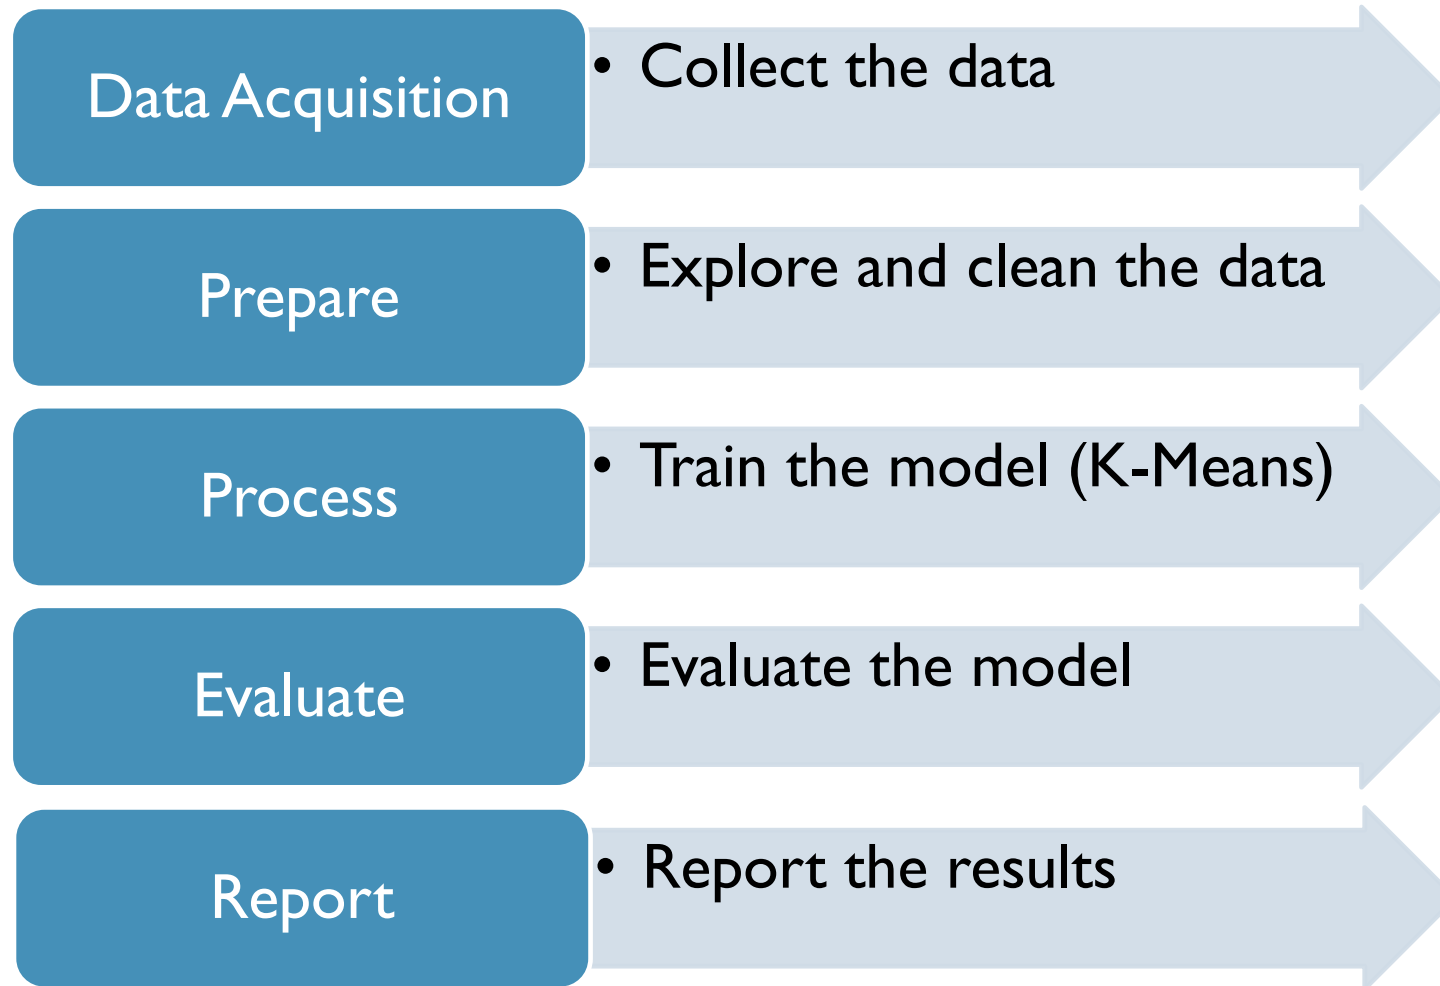 Data Acquisition
• Collect the data
Prepare
• Explore and clean the data
Process
• Train the model (K-Means)
Evaluate
• Evaluate the model
Report
• Report the results